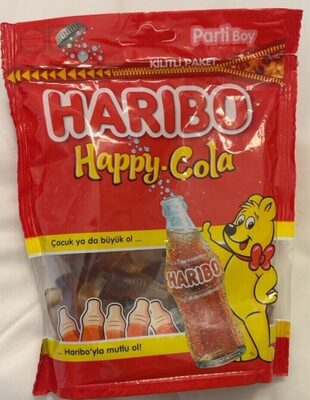 Parti Boy
KİLİTLİ PAKET
HARIBO
Happy-Cola
Çocuk ya da büyük ol ...
HARIBO
... Haribo'yla mutlu ol!